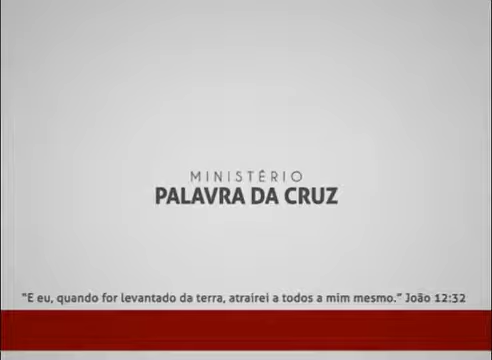 MINISTÉRIO
PALAVRA DA CRUZ
“E eu, quando for levantado da terra, atrairei a todos a mim mesmo.” João 12:32